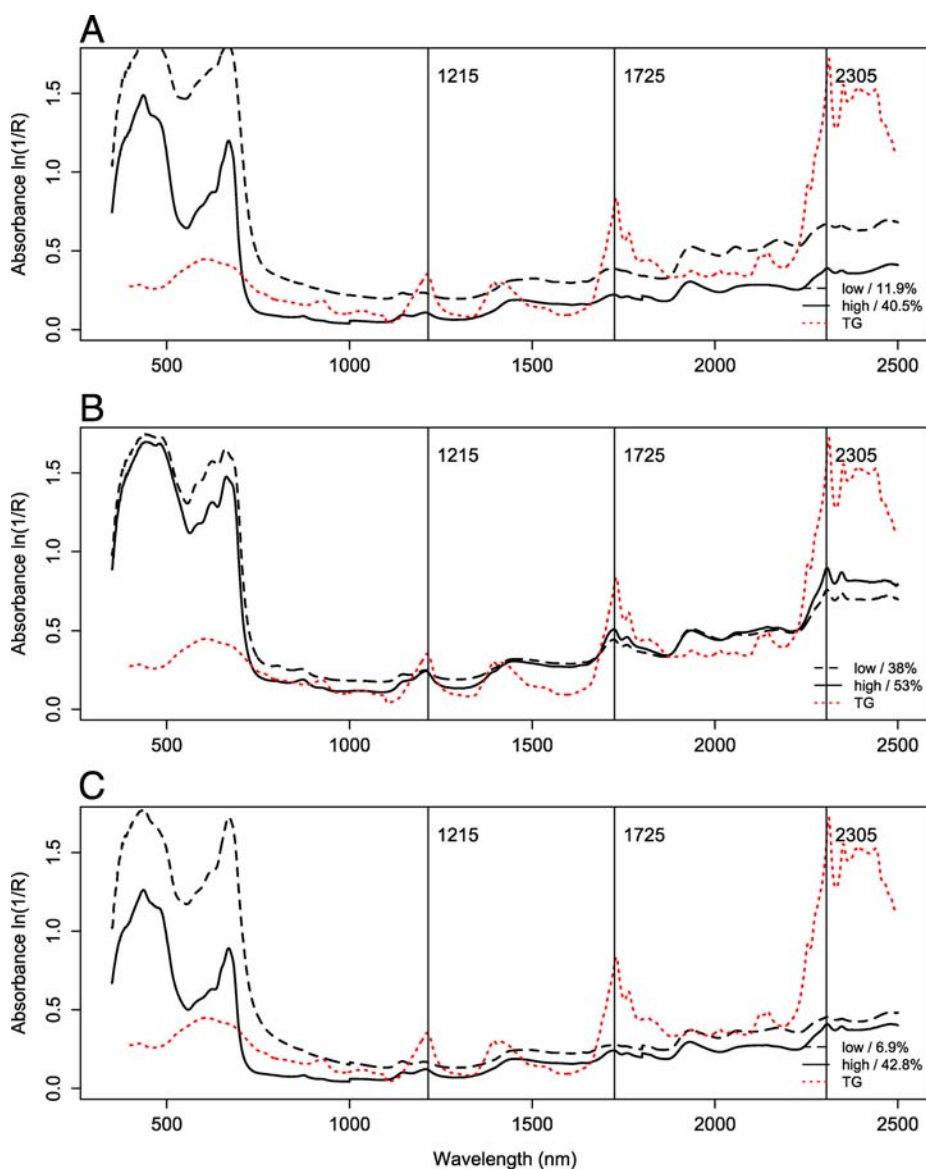 A
Absorbance ln(1/R)
0.0 0.5 1.0 1.5
1215
1725
2305
low / 11.9%
high / 40.5%
TG
500 1000 1500 2000 2500
B
Absorbance ln(1/R)
0.0 0.5 1.0 1.5
1215
1725
2305
low / 38%
high / 53%
TG
500 1000 1500 2000 2500
C
Absorbance ln(1/R)
0.0 0.5 1.0 1.5
1215
1725
2305
low / 6.9%
high / 42.8%
TG
500 1000 1500 2000 2500
Wavelength (nm)